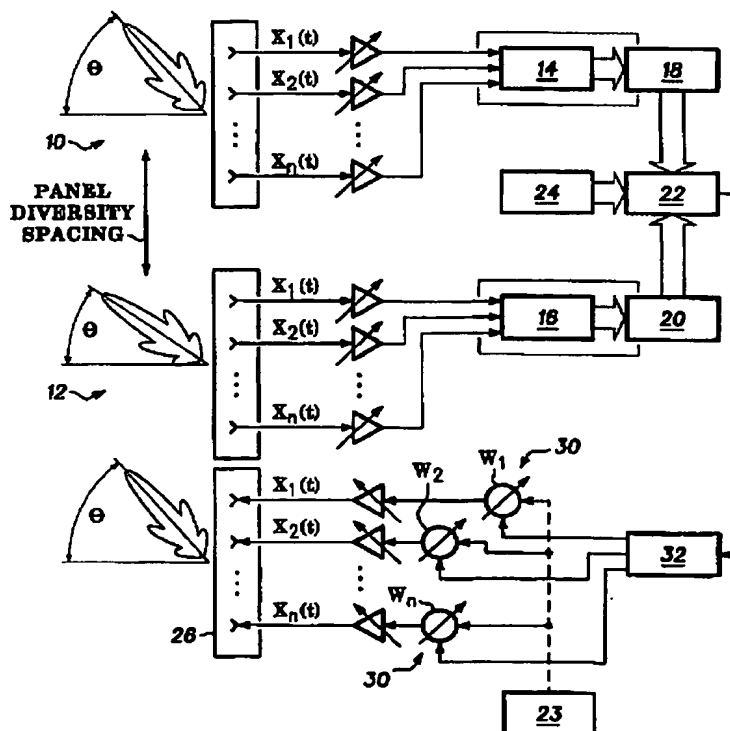 X1(t)
14
18
Θ
X2(t)
10
Xn(t)
PANEL
DIVERSITY
SPACING
24
22
X1(t)
16
20
Θ
X2(t)
12
Xn(t)
W1
30
X1(t)
W2
Θ
X2(t)
32
Wn
Xn(t)
26
30
23